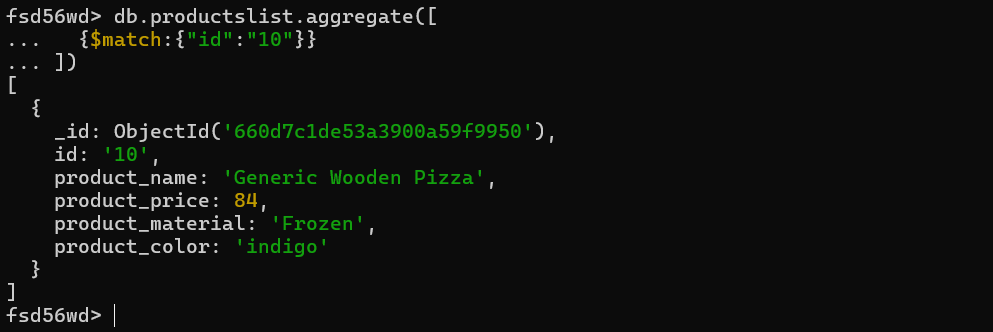 fsd56wd> db.productslist.aggregate([
...   {$match:{"id":"10"}}
... ])
[
  {
    _id: ObjectId('660d7c1de53a3900a59f9950'),
    id: '10',
    product_name: 'Generic Wooden Pizza',
    product_price: 84,
    product_material: 'Frozen',
    product_color: 'indigo'
  }
]
fsd56wd>